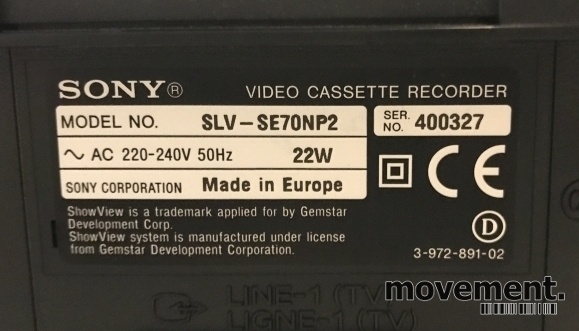 SONY® VIDEO CASSETTE RECORDER
MODEL NO. SLV-SE70NP2 SER. NO. 400327
~ AC 220-240V 50Hz 22W
SONY CORPORATION Made in Europe
CE
ShowView is a trademark applied for by Gemstar
Development Corp.
ShowView system is manufactured under license
from Gemstar Development Corporation.
D
3-972-891-02
LINE-1 (TV)
LIGNE-1 (TV)
movement.